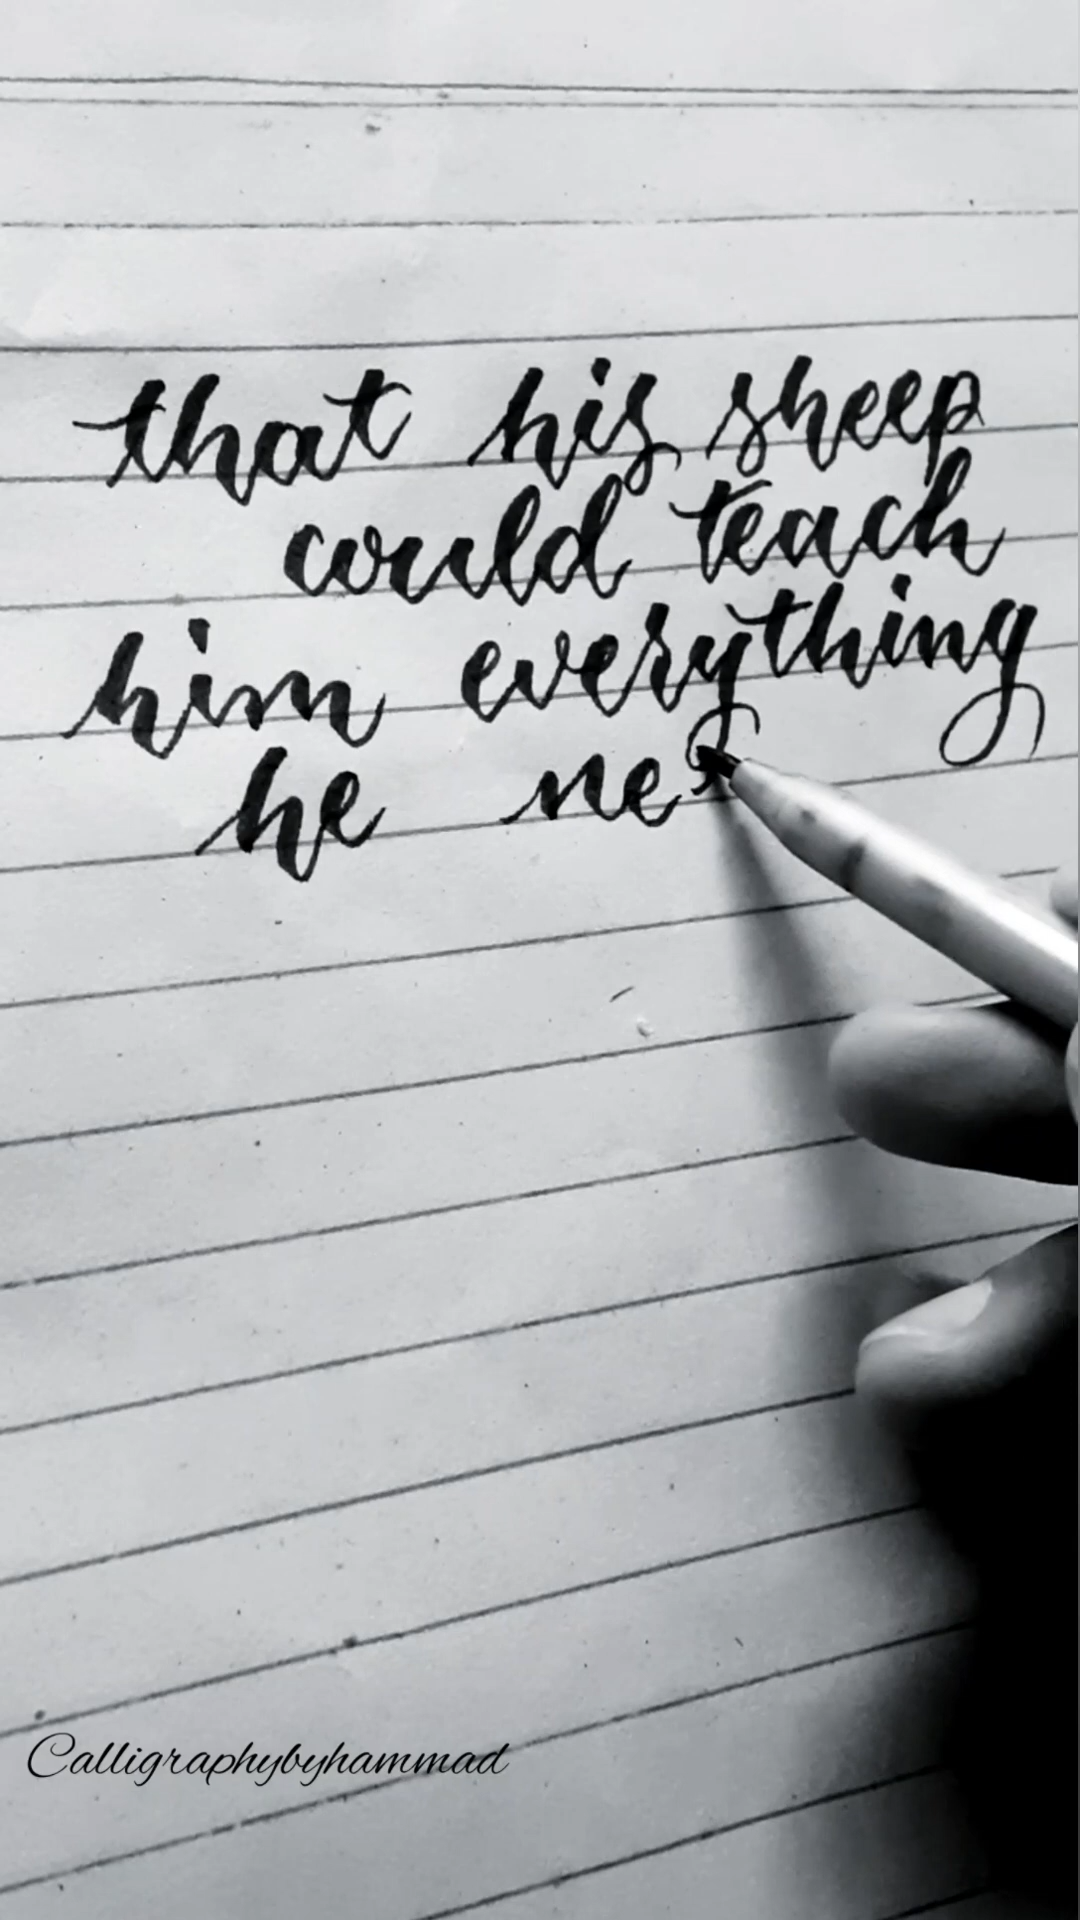 that his sheep
could teach
him everything
he ne
Calligraphybyhammad